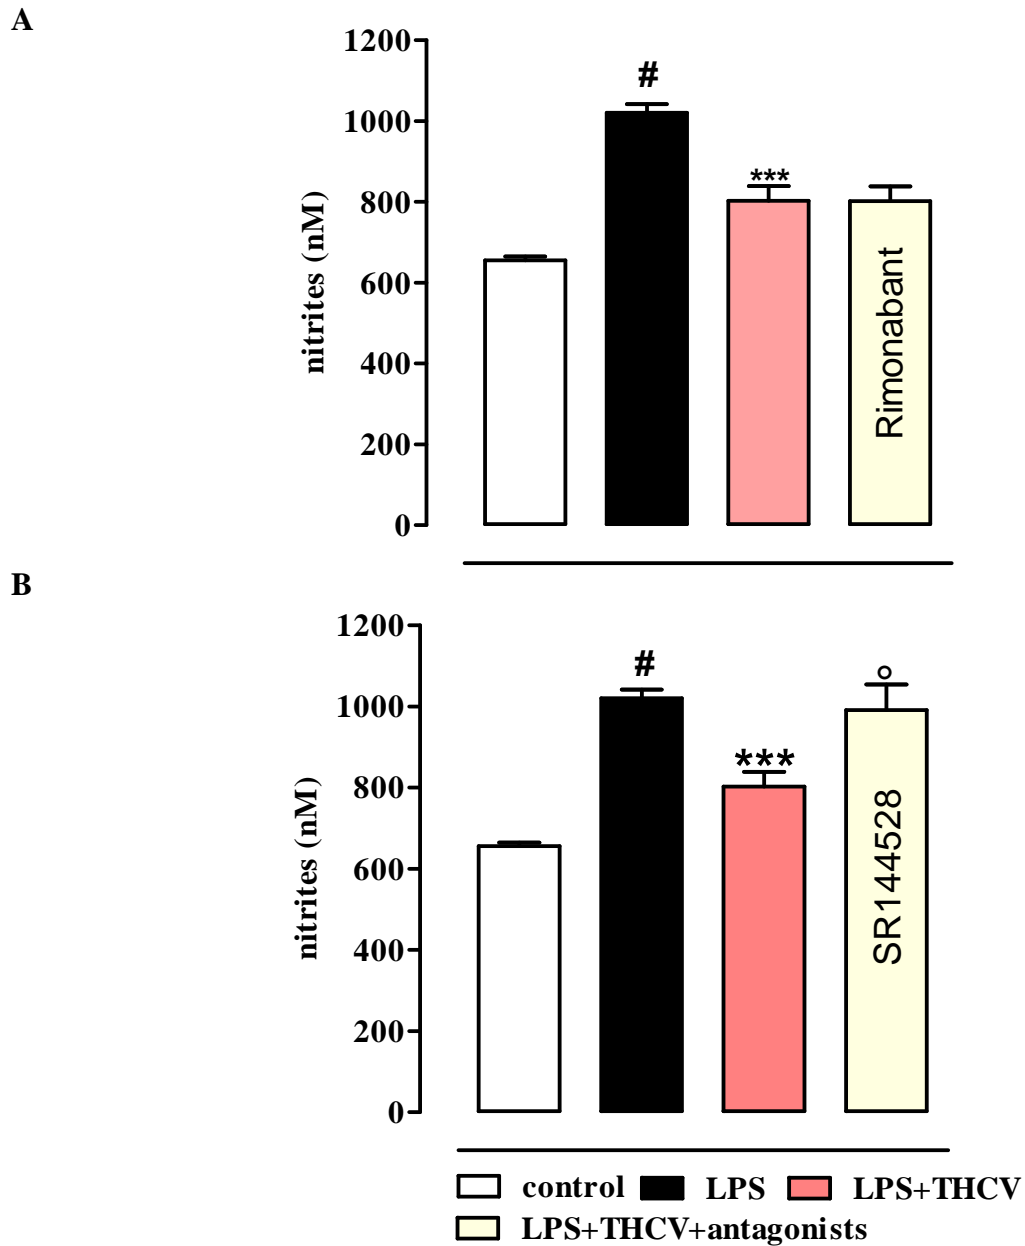 A
1200
#
1000
***
800
nitrites (nM)
600
Rimonabant
400
200
0
B
1200
#
°
1000
***
800
nitrites (nM)
600
SR144528
400
200
0
control LPS LPS+THCV
LPS+THCV+antagonists